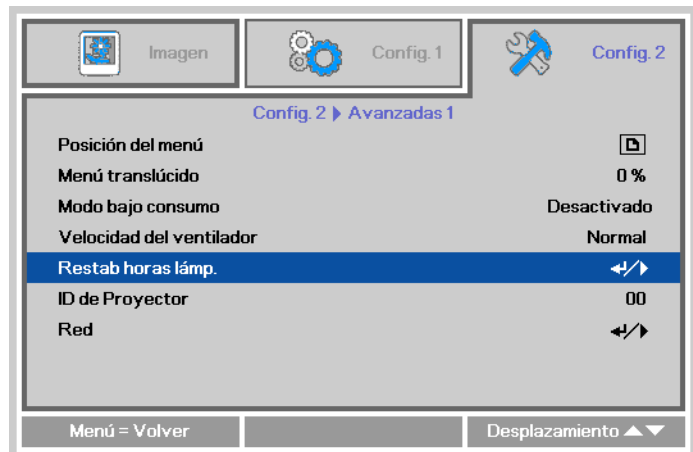 Imagen
Config. 1
Config. 2
Config. 2 ▶ Avanzadas 1
Posición del menú
Menú translúcido 0 %
Modo bajo consumo Desactivado
Velocidad del ventilador Normal
Restab horas lámp. ↵/▶
ID de Proyector 00
Red ↵/▶
Menú = Volver Desplazamiento ▲▼